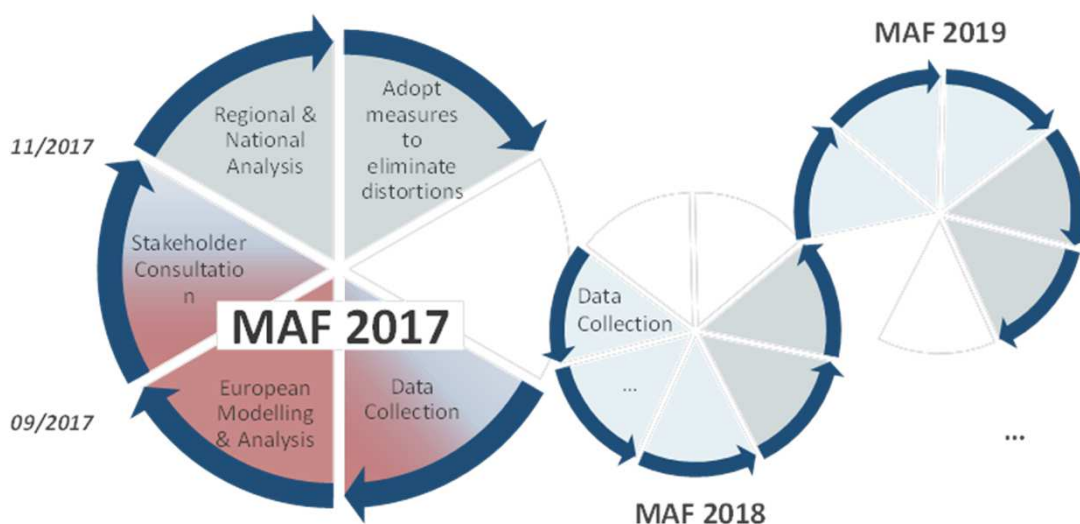 MAF 2019
11/2017
Regional &
National
Analysis
Adopt
measures
to
eliminate
distortions
Stakeholder
Consultatio
n
MAF 2017
Data
Collection
...
European
Modelling
& Analysis
Data
Collection
09/2017
...
MAF 2018